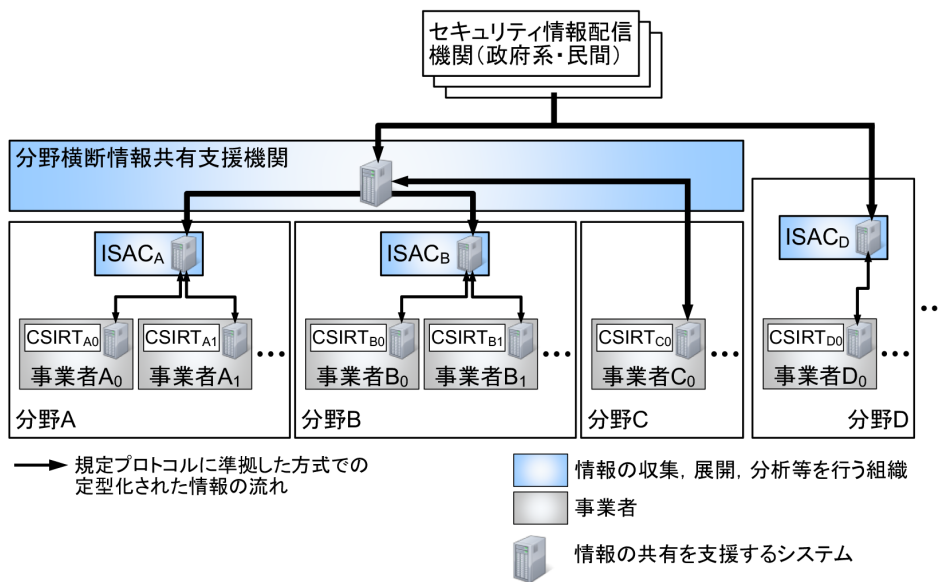 セキュリティ情報配信
機関(政府系・民間)
分野横断情報共有支援機関
ISACA
ISACB
ISACD
CSIRTA0
CSIRTA1
CSIRTB0
CSIRTB1
CSIRTC0
CSIRTD0
事業者A0
事業者A1
事業者B0
事業者B1
事業者C0
事業者D0
分野A
分野B
分野C
分野D
規定プロトコルに準拠した方式での
定型化された情報の流れ
情報の収集, 展開, 分析等を行う組織
事業者
情報の共有を支援するシステム